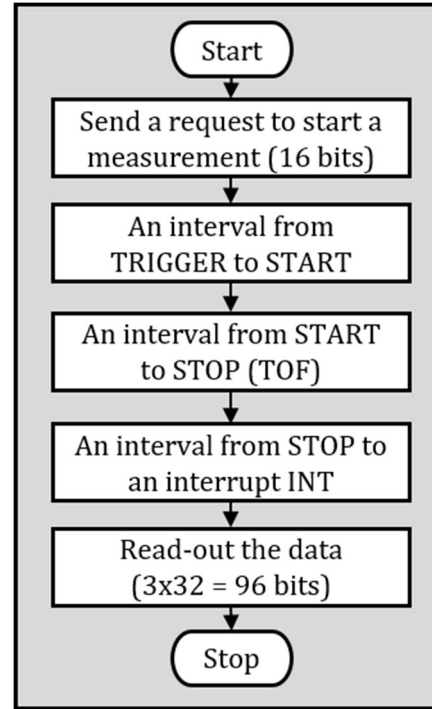 Start
Send a request to start a
measurement (16 bits)
An interval from
TRIGGER to START
An interval from START
to STOP (TOF)
An interval from STOP to
an interrupt INT
Read-out the data
(3x32 = 96 bits)
Stop